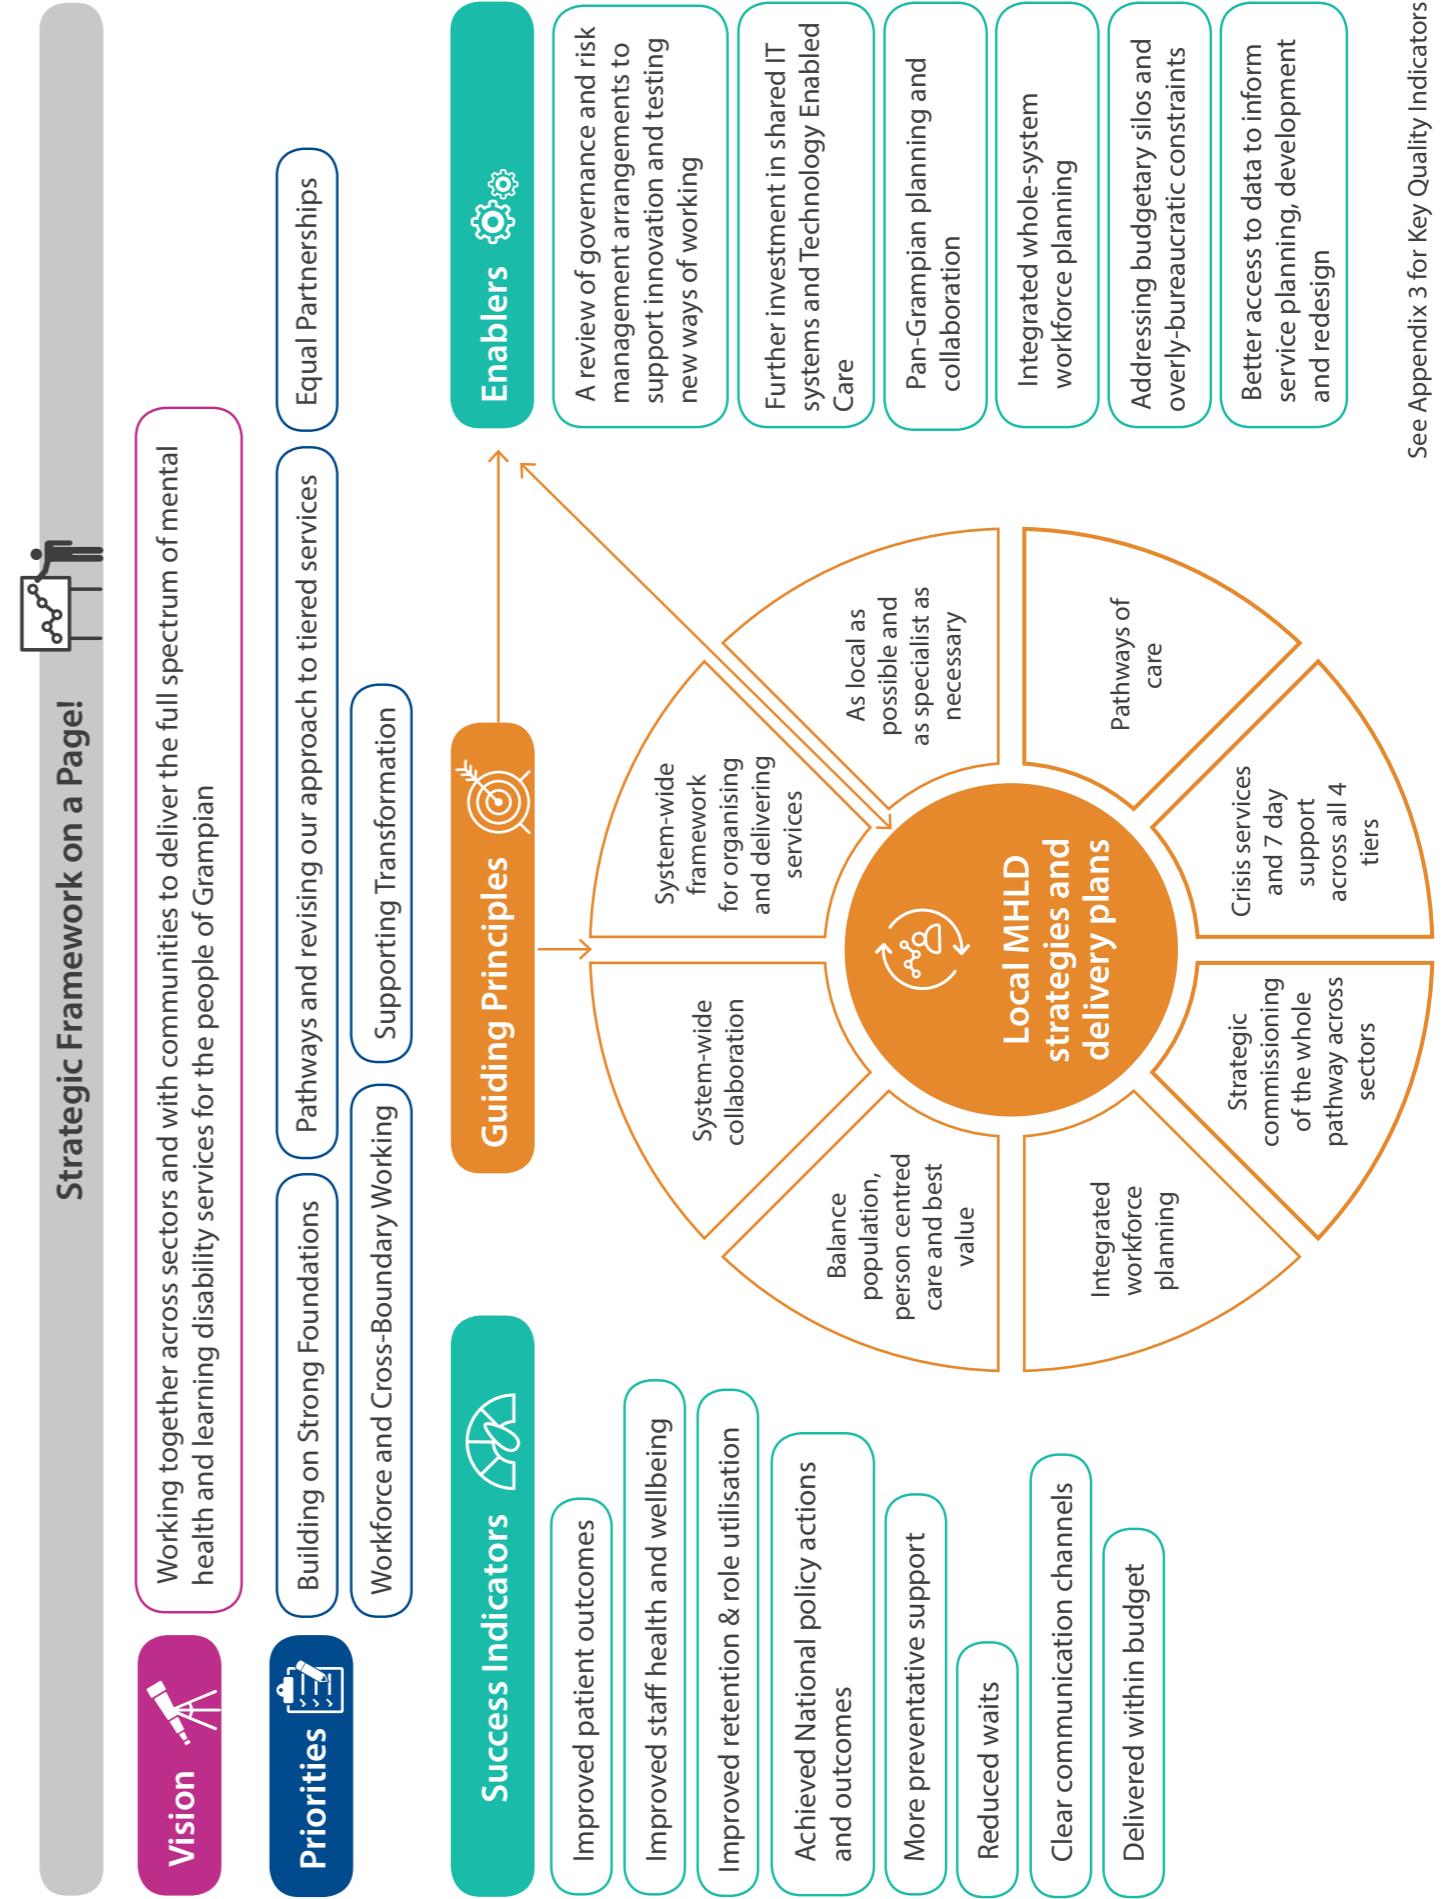 Strategic Framework on a Page!
Vision
Working together across sectors and with communities to deliver the full spectrum of mental
health and learning disability services for the people of Grampian
Priorities
Building on Strong Foundations
Pathways and revising our approach to tiered services
Equal Partnerships
Workforce and Cross-Boundary Working
Supporting Transformation
Success Indicators
Improved patient outcomes
Improved staff health and wellbeing
Improved retention & role utilisation
Achieved National policy actions
and outcomes
More preventative support
Reduced waits
Clear communication channels
Delivered within budget
Guiding Principles
System-wide
collaboration
System-wide
framework
for organising
and delivering
services
As local as
possible and
as specialist as
necessary
Pathways of
care
Crisis services
and 7 day
support
across all 4
tiers
Strategic
commissioning
of the whole
pathway across
sectors
Integrated
workforce
planning
Balance
population,
person centred
care and best
value
Local MHLD
strategies and
delivery plans
Enablers
A review of governance and risk
management arrangements to
support innovation and testing
new ways of working
Further investment in shared IT
systems and Technology Enabled
Care
Pan-Grampian planning and
collaboration
Integrated whole-system
workforce planning
Addressing budgetary silos and
overly-bureaucratic constraints
Better access to data to inform
service planning, development
and redesign
See Appendix 3 for Key Quality Indicators